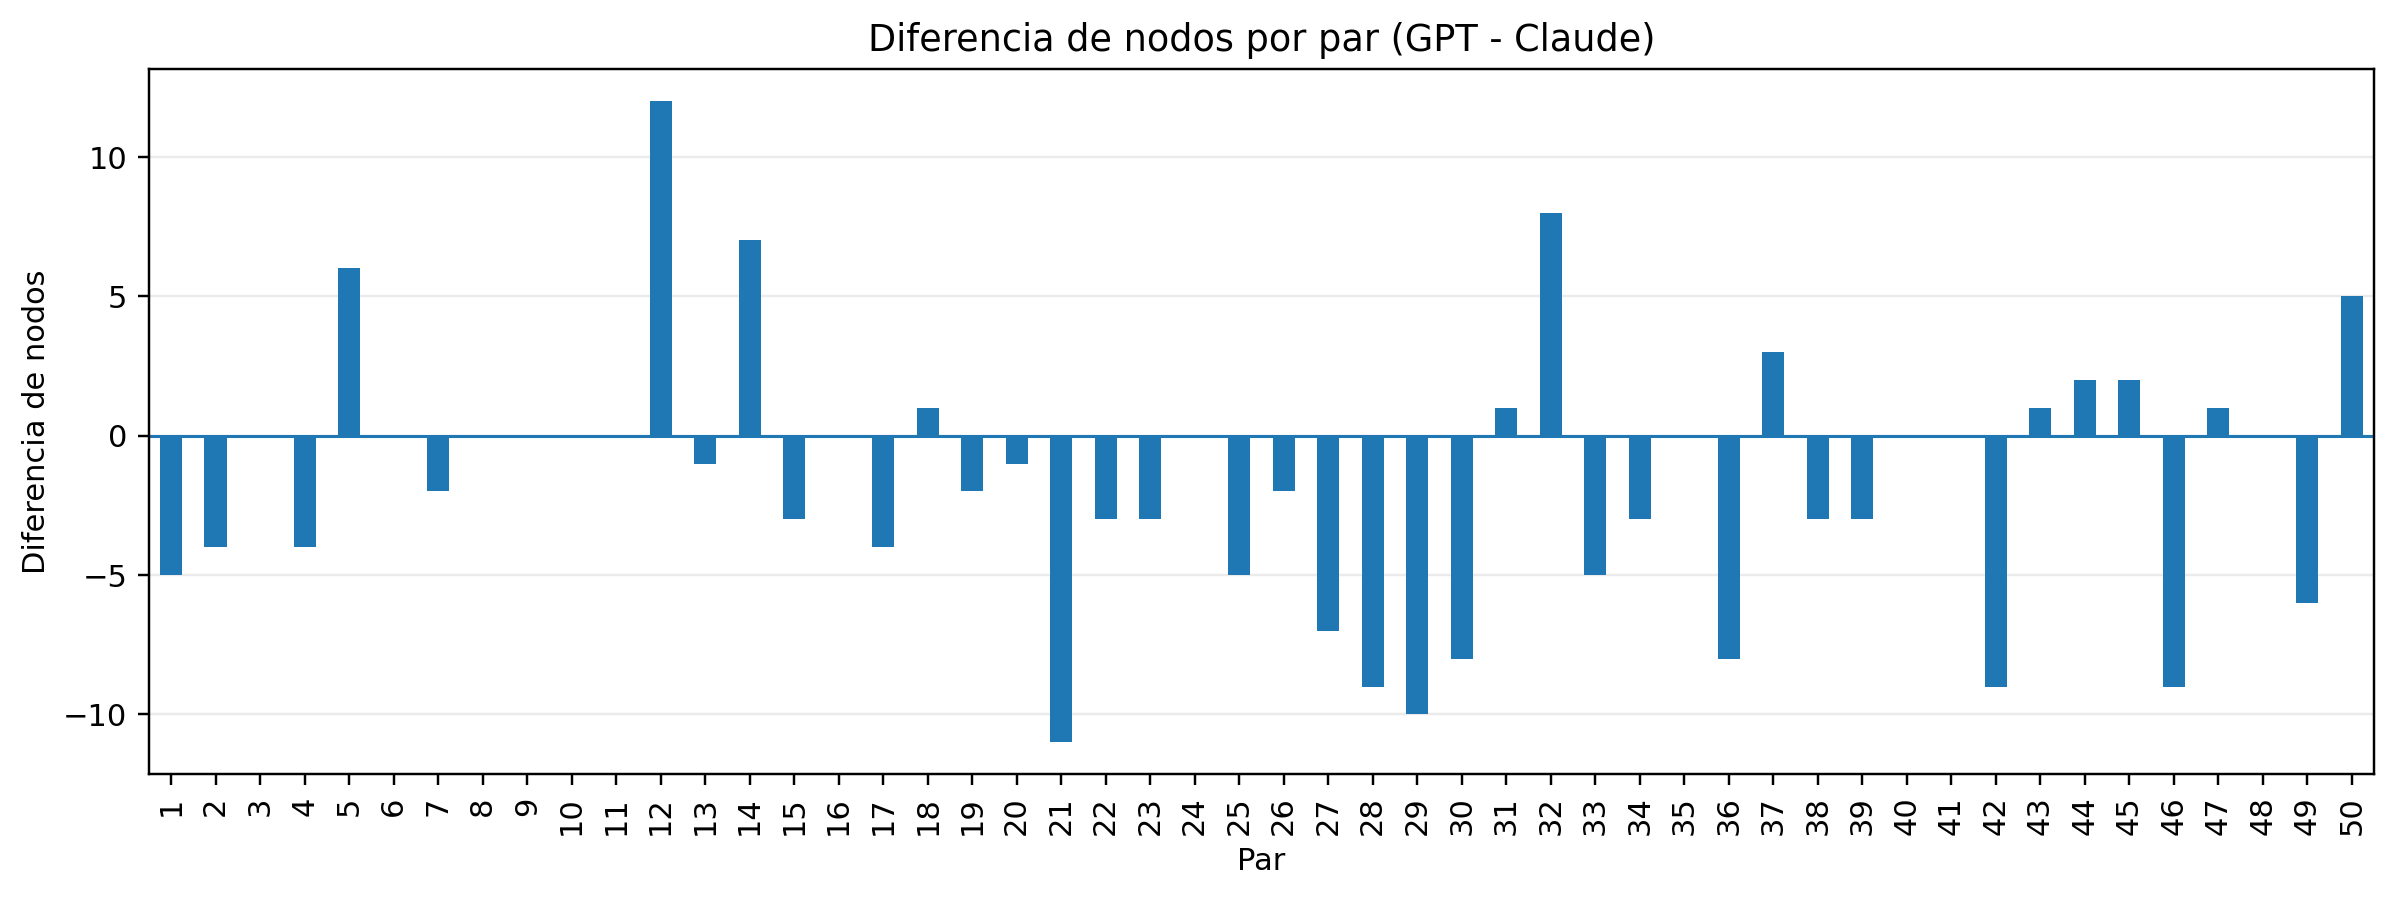 Diferencia de nodos por par (GPT - Claude)
Diferencia de nodos
10
5
0
−5
−10
1 2 3 4 5 6 7 8 9 10 11 12 13 14 15 16 17 18 19 20 21 22 23 24 25 26 27 28 29 30 31 32 33 34 35 36 37 38 39 40 41 42 43 44 45 46 47 48 49 50
Par